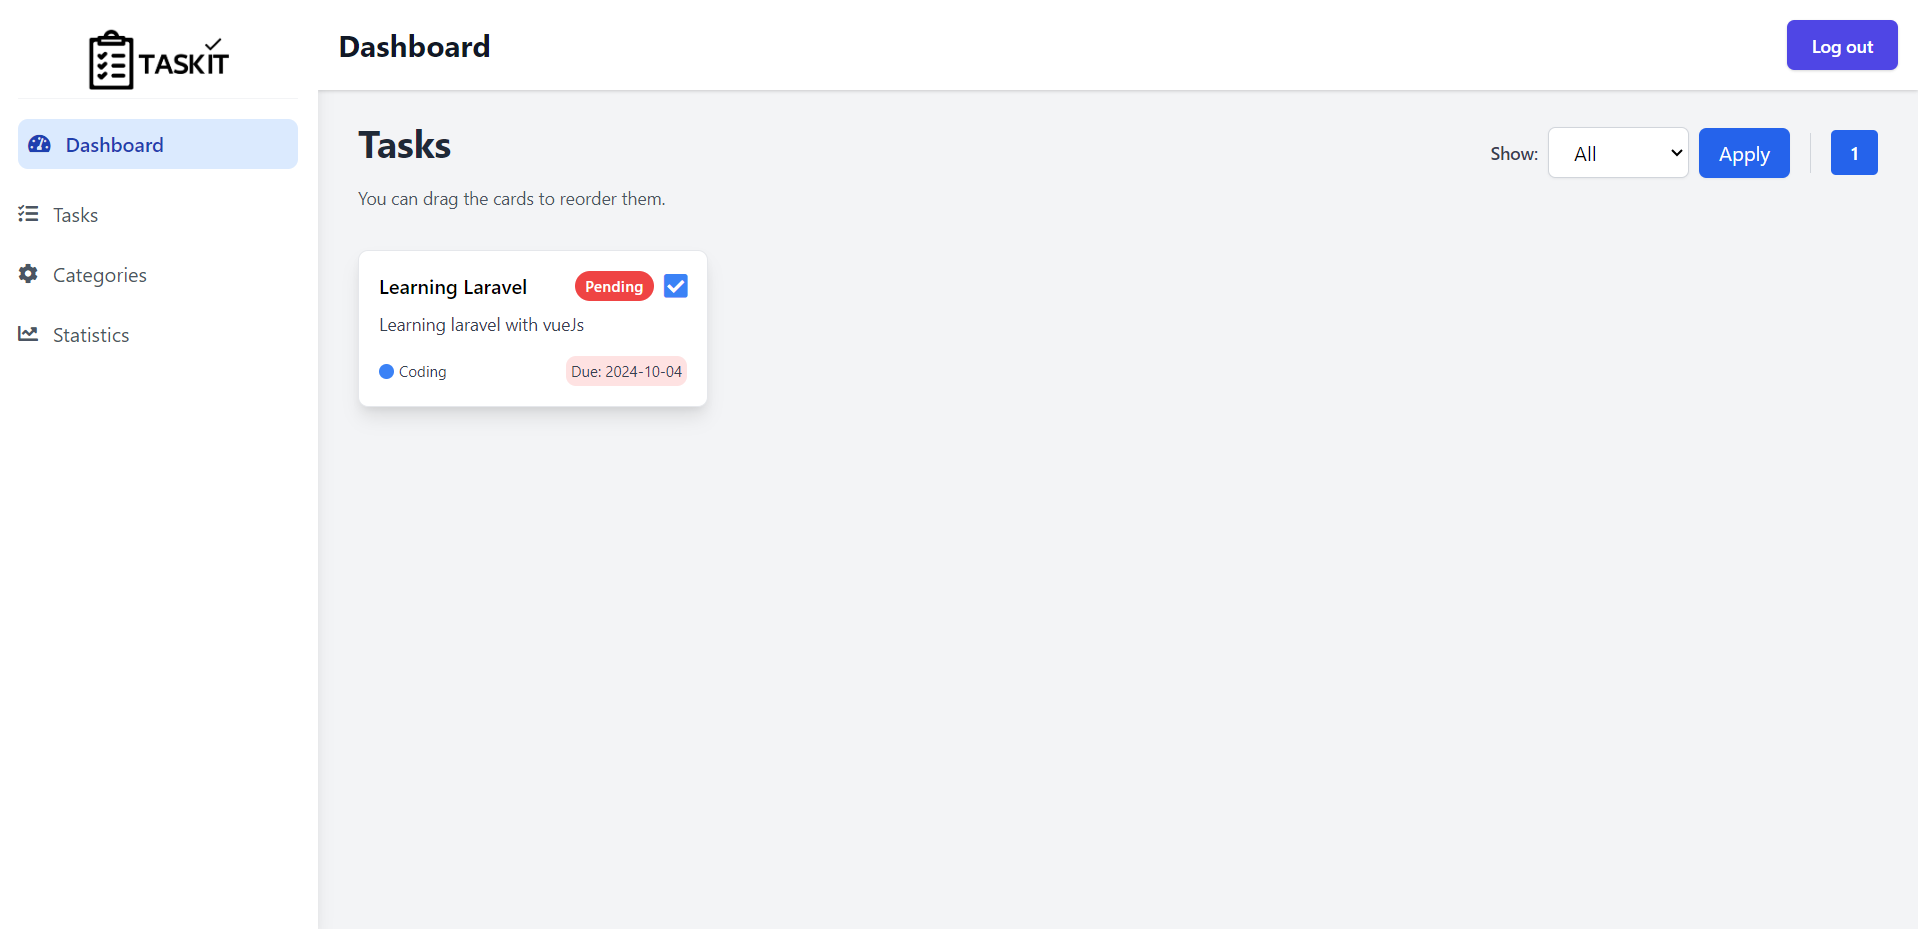 TASKIT
Dashboard
Tasks
Categories
Statistics
Dashboard
Log out
Tasks
You can drag the cards to reorder them.
Show: All Apply 1
Learning Laravel Pending
Learning laravel with vueJs
Coding Due: 2024-10-04